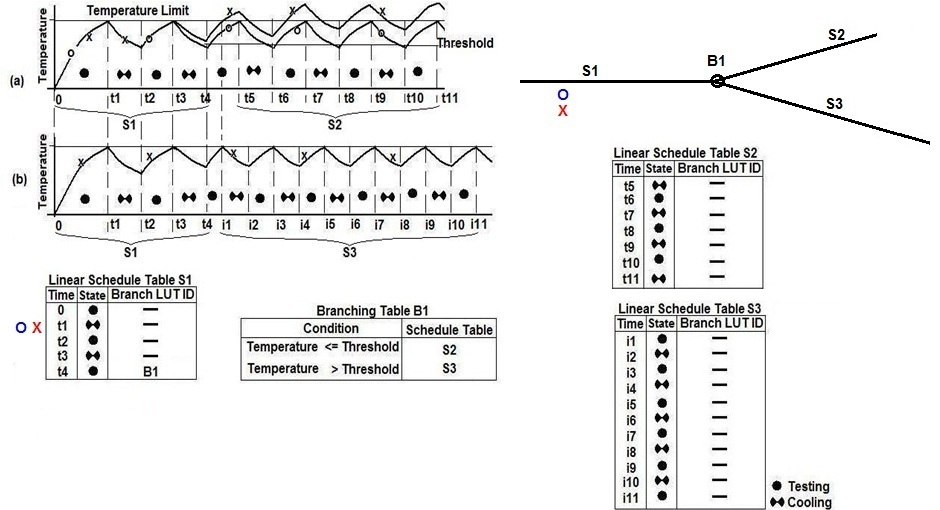 Temperature Limit
Temperature
x
x
x
x
x
o
o
o
o
o
Threshold
(a)
0 t1 t2 t3 t4 t5 t6 t7 t8 t9 t10 t11
S1 S2
Temperature
x
x
x
x
x
(b)
0 t1 t2 t3 t4 i1 i2 i3 i4 i5 i6 i7 i8 i9 i10 i11
S1 S3
S1
B1
S2
S3
O
X
Linear Schedule Table S1
Time State Branch LUT ID
0 —
O X t1 —
t2 —
t3 —
t4 B1
Branching Table B1
Condition Schedule Table
Temperature <= Threshold S2
Temperature > Threshold S3
Linear Schedule Table S2
Time State Branch LUT ID
t5 —
t6 —
t7 —
t8 —
t9 —
t10 —
t11 —
Linear Schedule Table S3
Time State Branch LUT ID
i1 —
i2 —
i3 —
i4 —
i5 —
i6 —
i7 —
i8 —
i9 —
i10 —
i11 —
Testing
Cooling